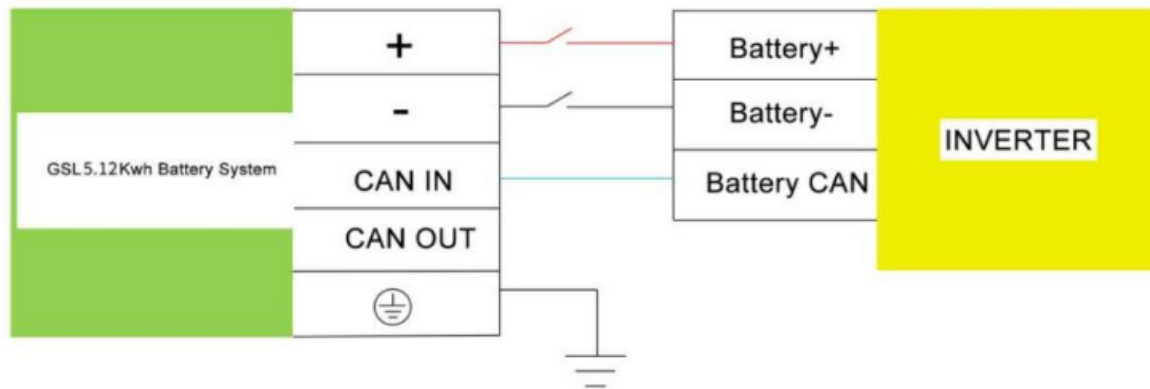 +
Battery+
-
Battery-
GSL5.12Kwh Battery System
INVERTER
CAN IN
Battery CAN
CAN OUT